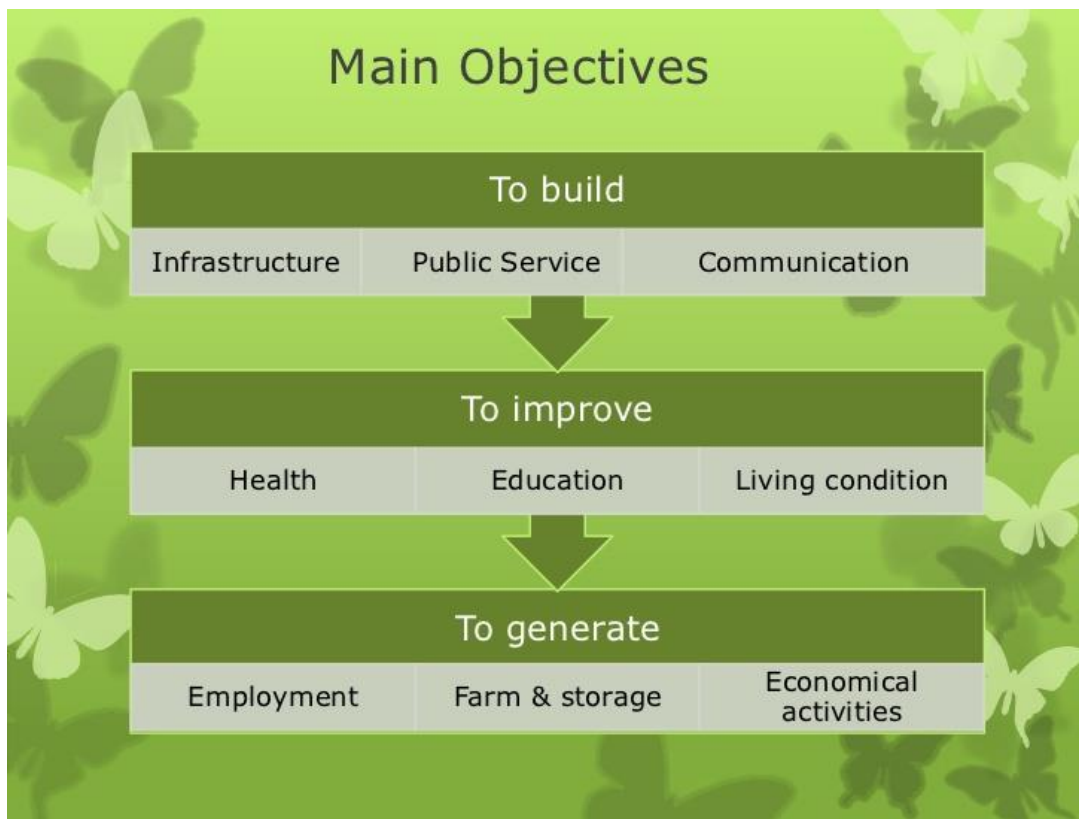 Main Objectives
To build
Infrastructure
Public Service
Communication
To improve
Health
Education
Living condition
To generate
Employment
Farm & storage
Economical
activities